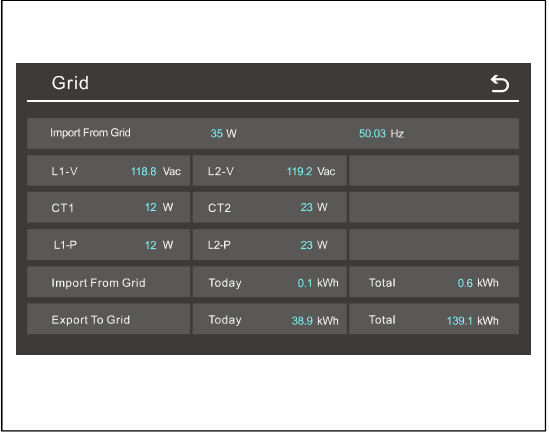 Grid
Import From Grid 35 W 50.03 Hz
L1-V 118.8 Vac L2-V 119.2 Vac
CT1 12 W CT2 23 W
L1-P 12 W L2-P 23 W
Import From Grid Today 0.1 kWh Total 0.6 kWh
Export To Grid Today 38.9 kWh Total 139.1 kWh